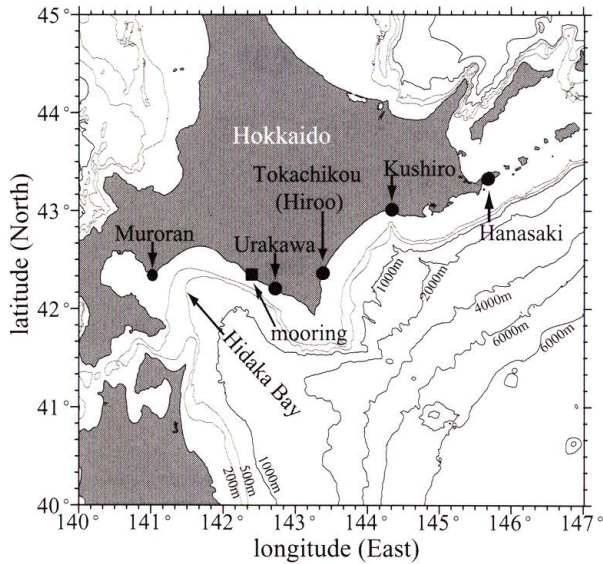 45°
44°
43°
42°
41°
40°
latitude (North)
Hokkaido
Tokachikou
(Hiroo)
Kushiro
Muroran
Urakawa
Hanasaki
mooring
Hidaka Bay
1000m
2000m
4000m
6000m
6000m
200m
500m
1000m
140° 141° 142° 143° 144° 145° 146° 147°
longitude (East)